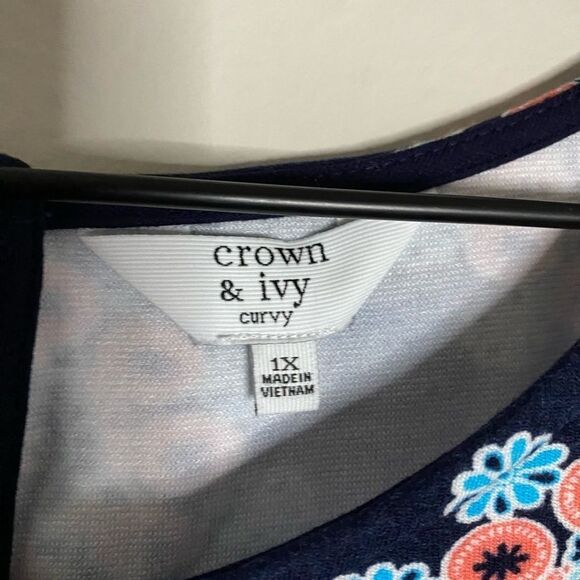 crown
& ivy
curvy
1X
MADE IN
VIETNAM